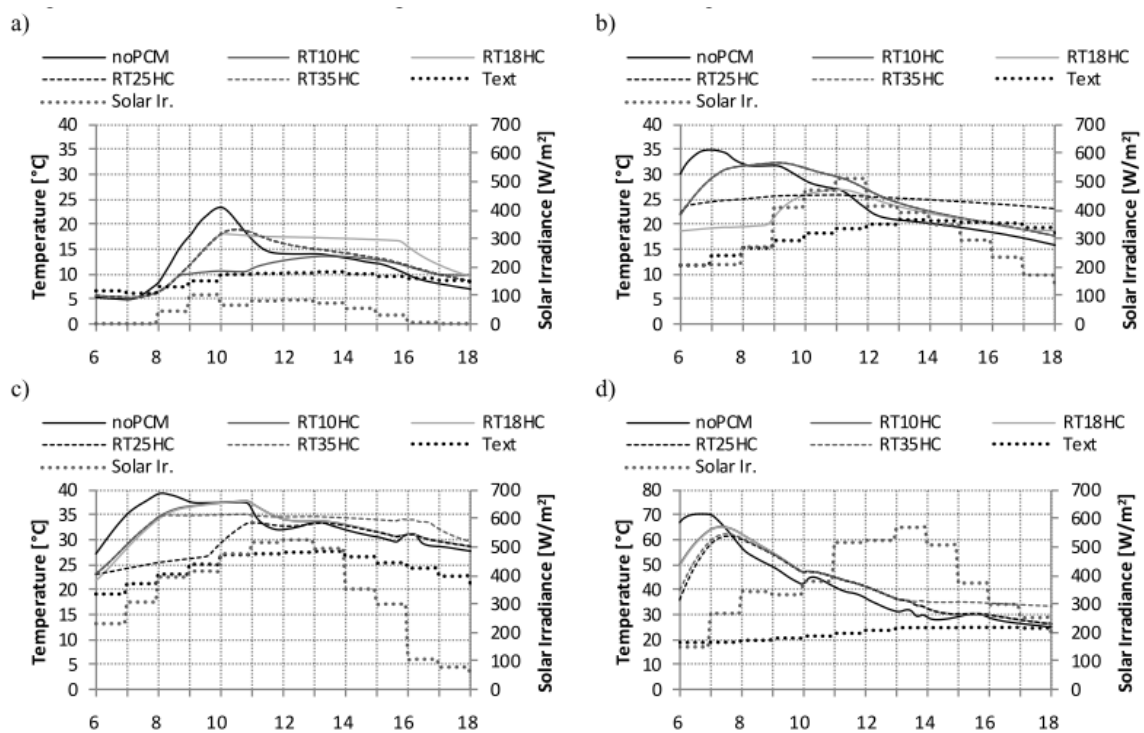 a)
noPCM RT10HC RT18HC
RT25HC RT35HC Text
Solar Ir.
40 700
35 600
30 500
25 400
20
15 300
10 200
5 100
0 0
6 8 10 12 14 16 18
Temperature [°C]
Solar Irradiance [W/m²]
b)
noPCM RT10HC RT18HC
RT25HC RT35HC Text
Solar Ir.
40 700
35 600
30 500
25 400
20
15 300
10 200
5 100
0 0
6 8 10 12 14 16 18
Temperature [°C]
Solar Irradiance [W/m²]
c)
noPCM RT10HC RT18HC
RT25HC RT35HC Text
Solar Ir.
40 700
35 600
30 500
25 400
20
15 300
10 200
5 100
0 0
6 8 10 12 14 16 18
Temperature [°C]
Solar Irradiance [W/m²]
d)
noPCM RT10HC RT18HC
RT25HC RT35HC Text
Solar Ir.
80 700
70 600
60 500
50 400
40
30 300
20 200
10 100
0 0
6 8 10 12 14 16 18
Temperature [°C]
Solar Irradiance [W/m²]